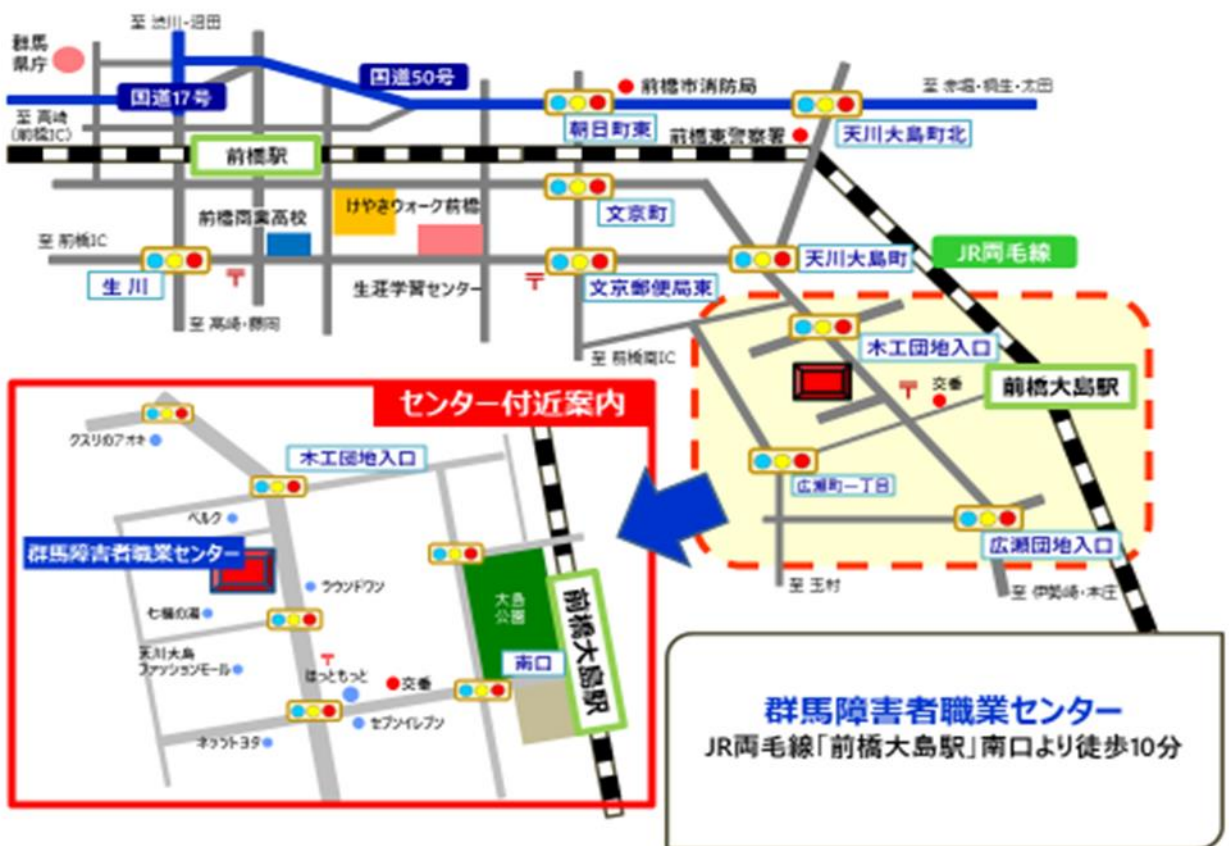 至 渋川・沼田
群馬
県庁
国道50号
国道17号
前橋市消防局
至 赤堀・桐生・太田
至 高崎
(前橋IC)
朝日町東
前橋東警察署
天川大島町北
前橋駅
けやきウォーク前橋
前橋商業高校
文京町
至 前橋IC
天川大島町
JR両毛線
生川
生涯学習センター
文京郵便局東
至 高崎・藤岡
至 前橋南IC
木工団地入口
交番
前橋大島駅
広瀬町一丁目
広瀬団地入口
至 玉村
至 伊勢崎・本庄
センター付近案内
クスリのアオキ
木工団地入口
ベルク
群馬障害者職業センター
ラウンドワン
七福の湯
大島
公園
前橋大島駅
天川大島
ファッションモール
〒
ほっともっと
交番
南口
セブンイレブン
ネッツトヨタ
群馬障害者職業センター
JR両毛線「前橋大島駅」南口より徒歩10分